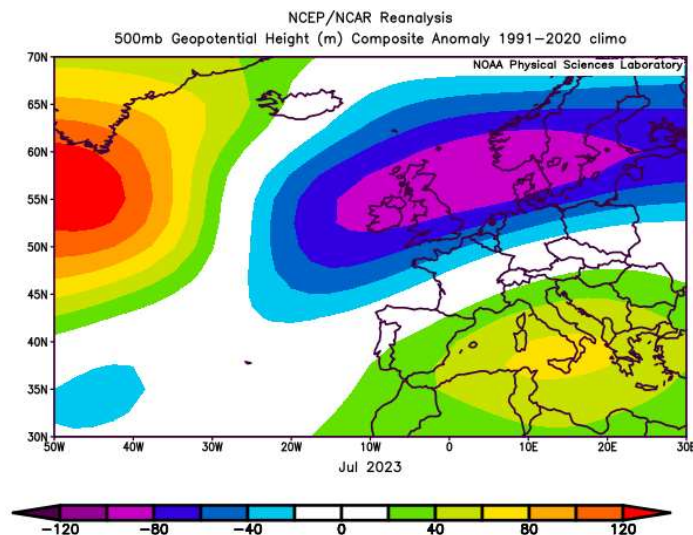 NCEP/NCAR Reanalysis
500mb Geopotential Height (m) Composite Anomaly 1991–2020 climo
NOAA Physical Sciences Laboratory
70N
65N
60N
55N
50N
45N
40N
35N
30N
50W 40W 30W 20W 10W 0 10E 20E 30E
Jul 2023
−120 −80 −40 0 40 80 120